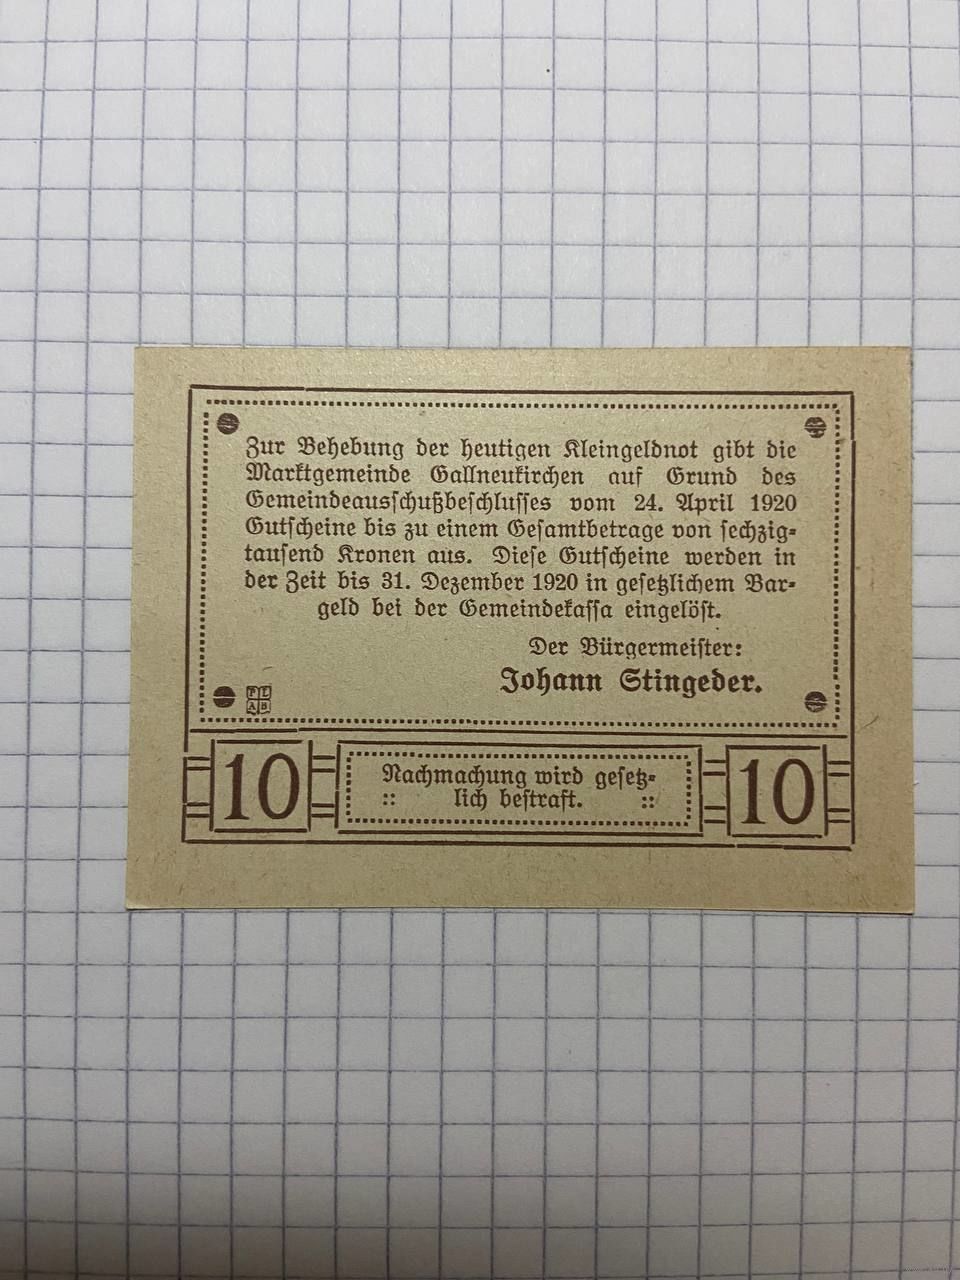 Zur Behebung der heutigen Kleingeldnot gibt die
Marktgemeinde Gallneukirchen auf Grund des
Gemeindeausſchußbeſchluſſes vom 24. April 1920
Gutſcheine bis zu einem Geſamtbetrage von ſechzig=
tauſend Kronen aus. Dieſe Gutſcheine werden in
der Zeit bis 31. Dezember 1920 in geſetzlichem Bar=
geld bei der Gemeindekaſſa eingelöſt.
Der Bürgermeiſter:
Johann Stingeder.
FL
AB
10
Nachmachung wird geſetz=
:: lich beſtraft. ::
10